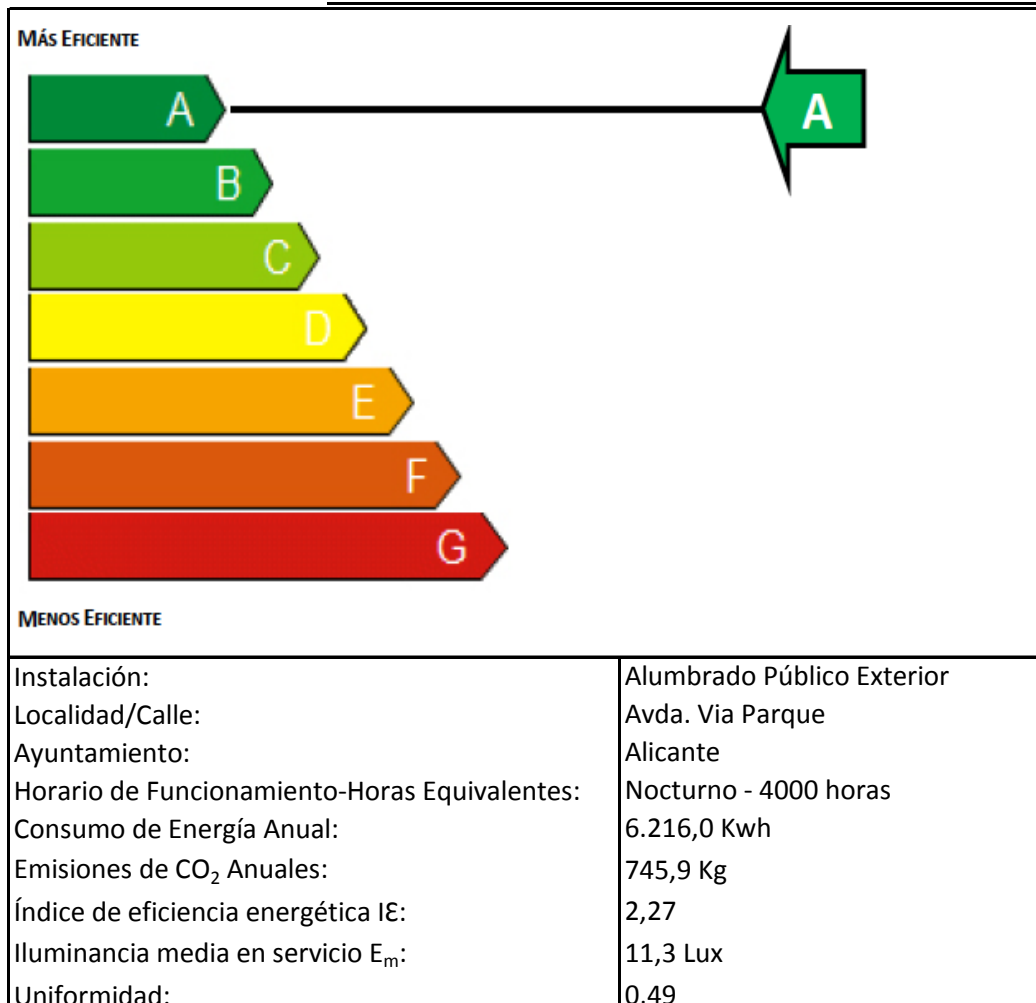 MÁS EFICIENTE
A
A
B
C
D
E
F
G
MENOS EFICIENTE
Instalación: Alumbrado Público Exterior
Localidad/Calle: Avda. Via Parque
Ayuntamiento: Alicante
Horario de Funcionamiento-Horas Equivalentes: Nocturno - 4000 horas
Consumo de Energía Anual: 6.216,0 Kwh
Emisiones de CO₂ Anuales: 745,9 Kg
Índice de eficiencia energética IƐ: 2,27
Iluminancia media en servicio Eₘ: 11,3 Lux
Uniformidad: 0,49